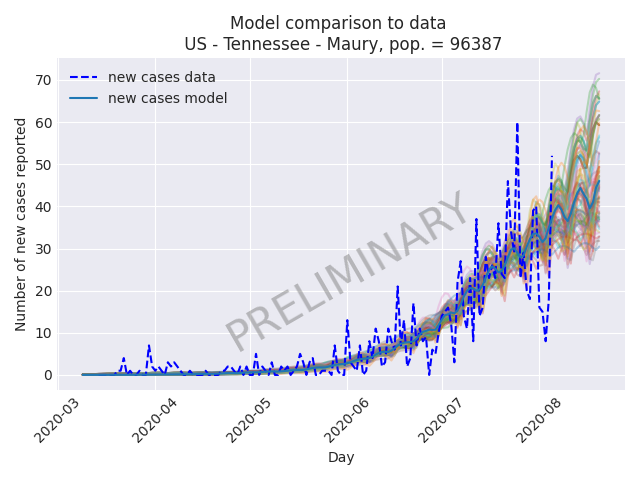 Model comparison to data
US - Tennessee - Maury, pop. = 96387
new cases data
new cases model
Number of new cases reported
70
60
50
40
30
20
10
0
PRELIMINARY
2020-03
2020-04
2020-05
2020-06
2020-07
2020-08
Day